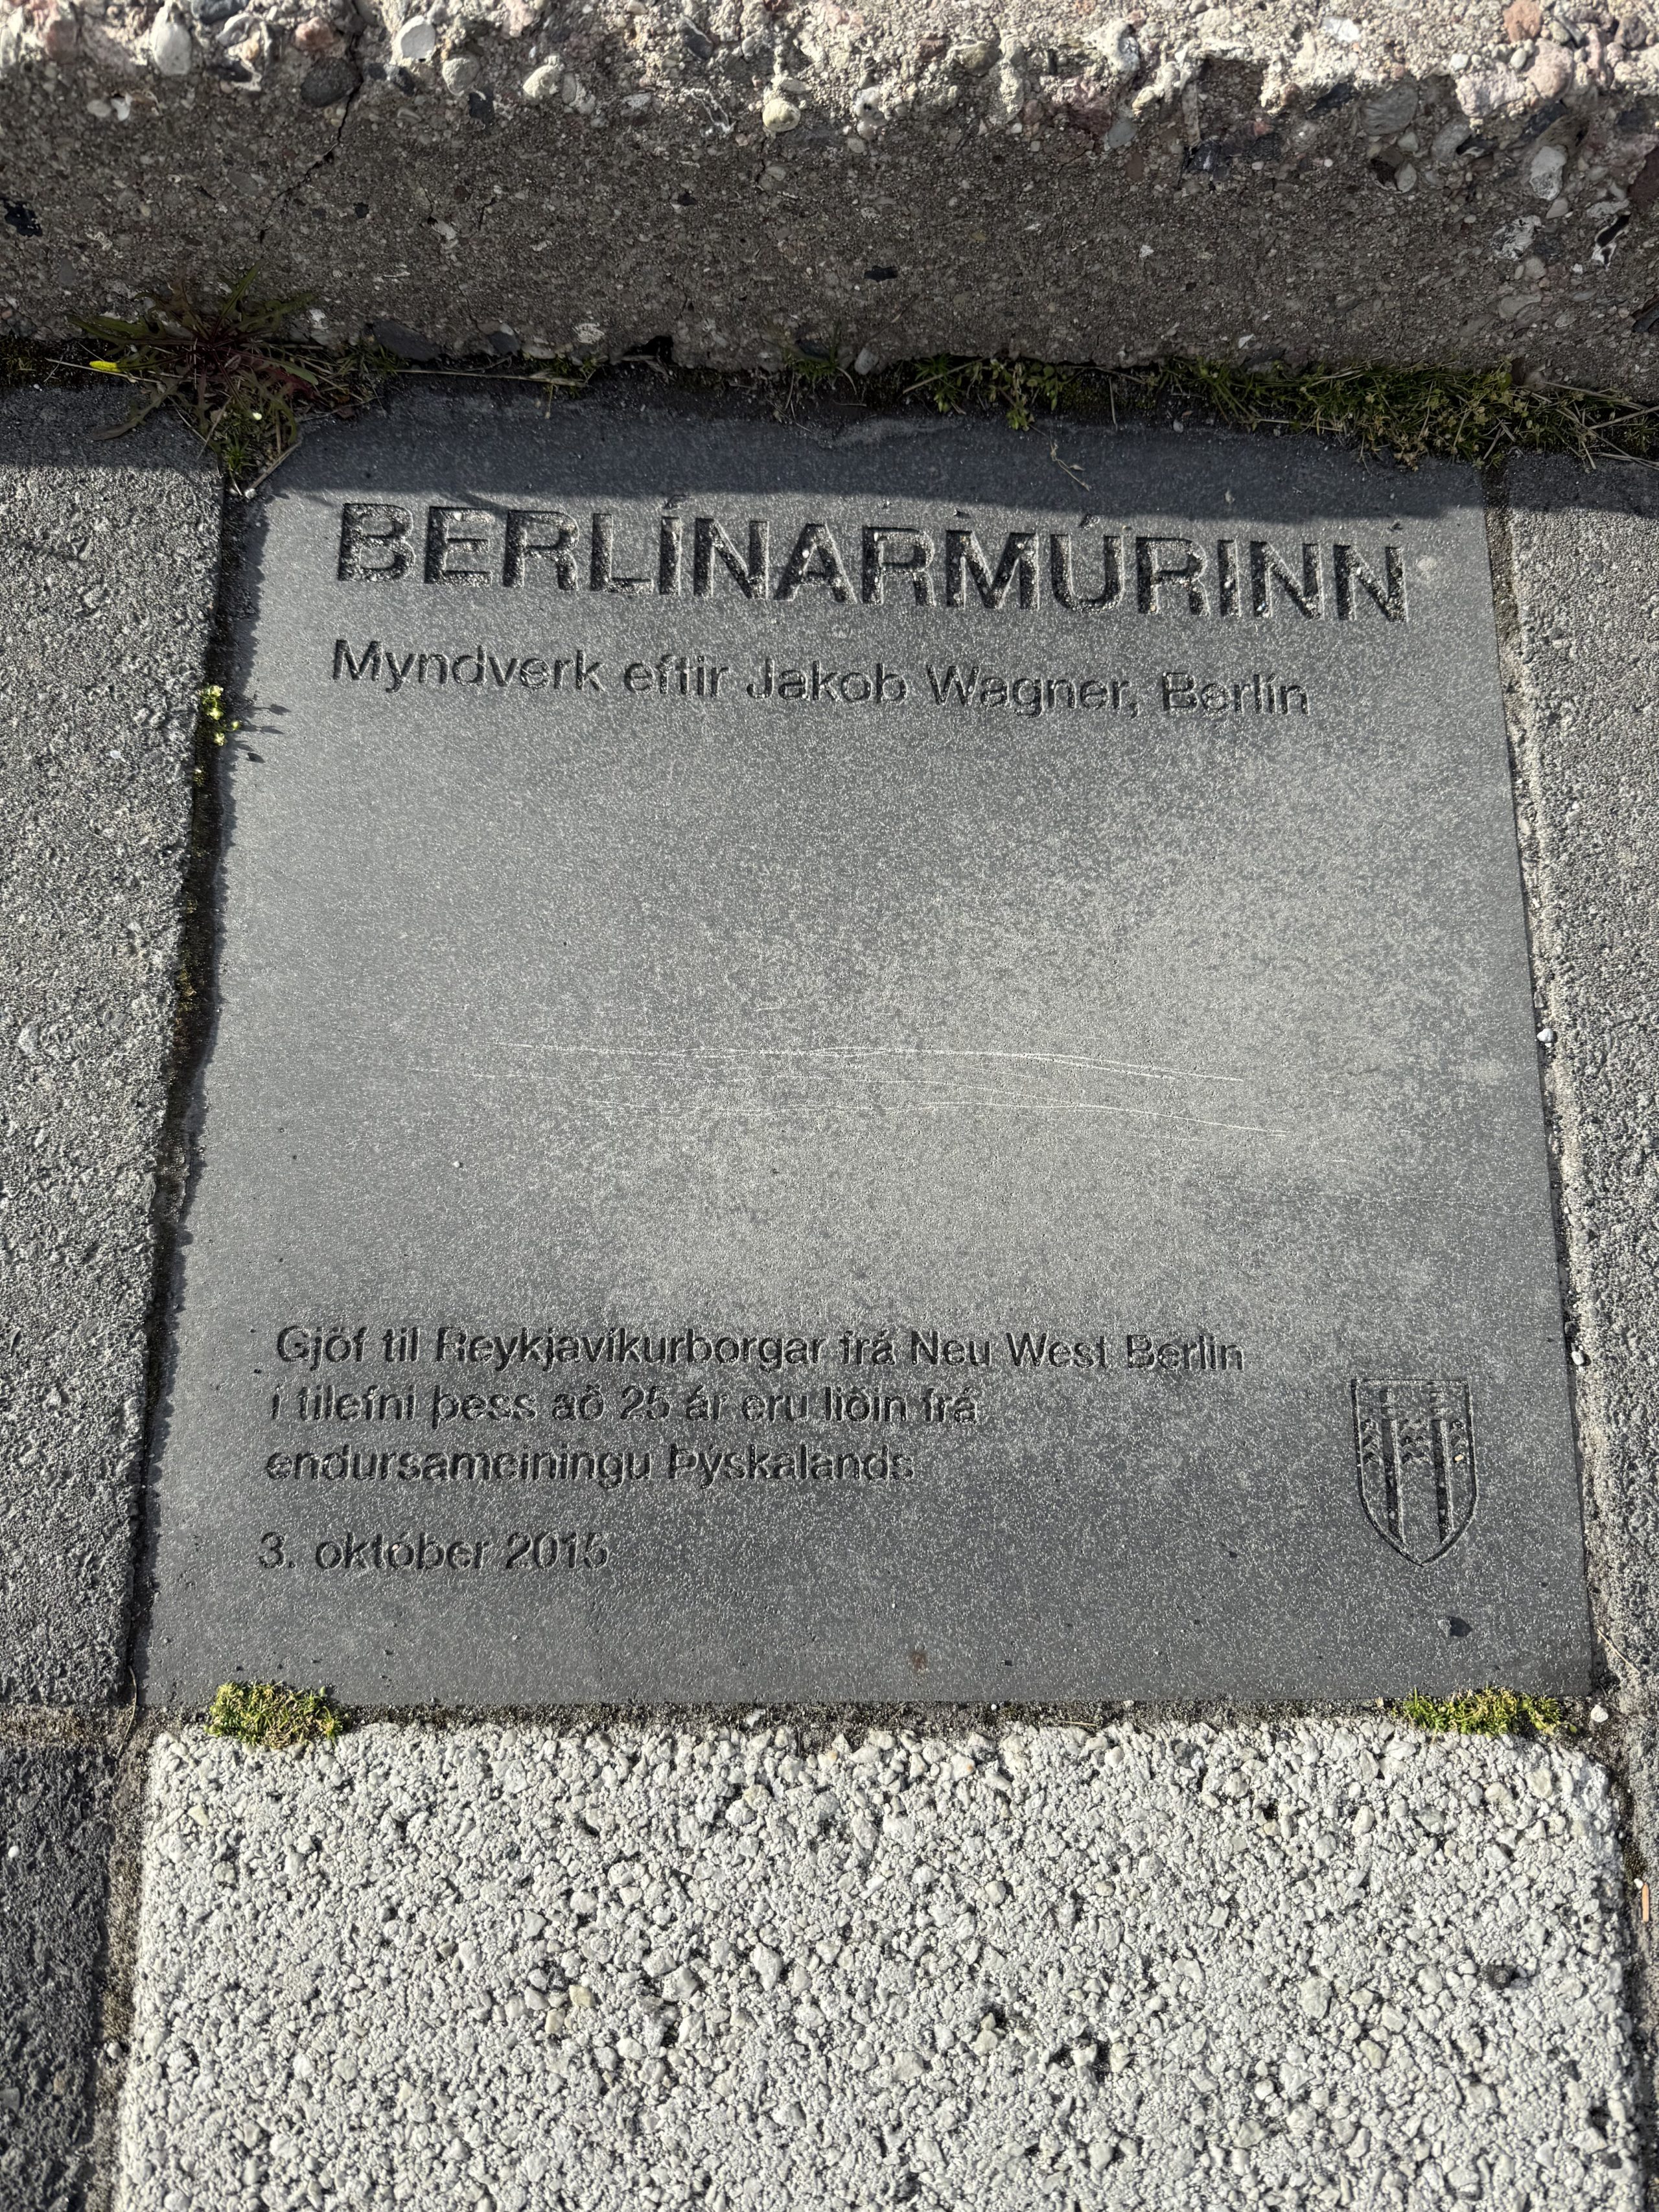 BERLÍNARMÚRINN
Myndverk eftir Jakob Wagner, Berlín
Gjöf til Reykjavíkurborgar frá Neu West Berlin
í tilefni þess að 25 ár eru liðin frá
endursameiningu Þýskalands
3. október 2015